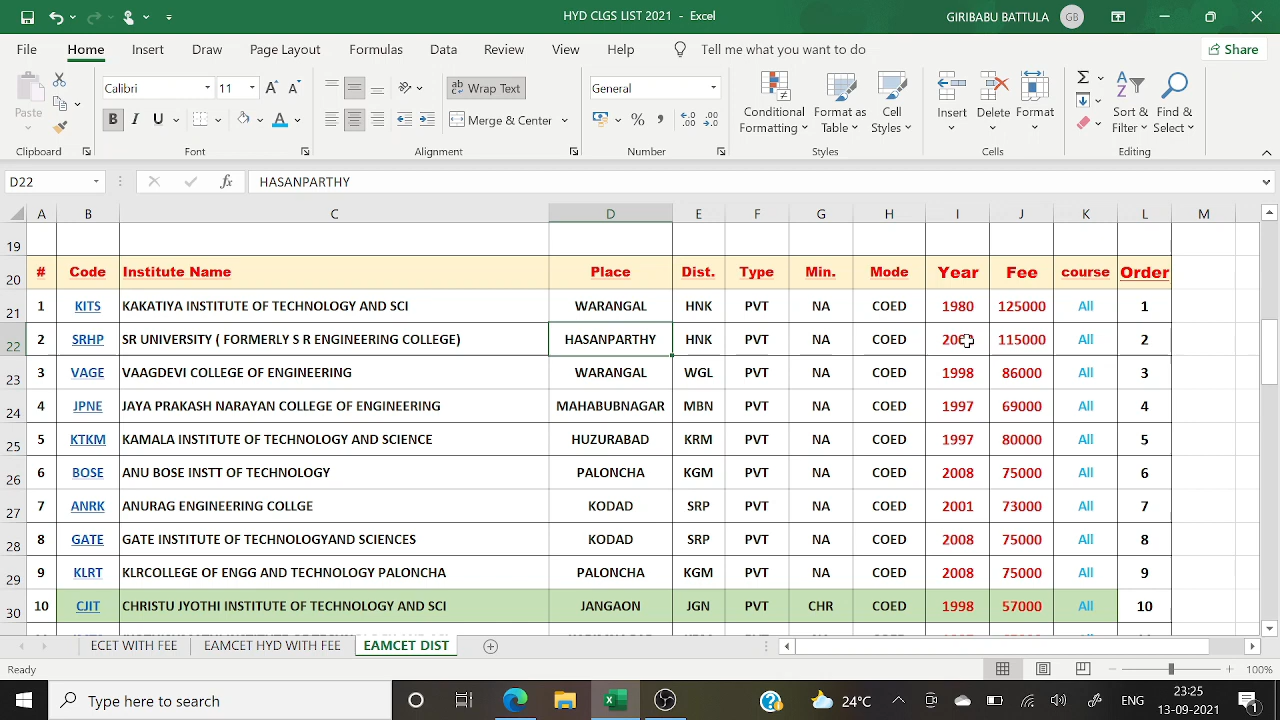 HYD CLGS LIST 2021 - Excel
GIRIBABU BATTULA GB
File Home Insert Draw Page Layout Formulas Data Review View Help Tell me what you want to do Share
Calibri 11 Wrap Text General
Paste B I U Merge & Center Conditional Formatting Format as Table Cell Styles Insert Delete Format Sort & Filter Find & Select
Clipboard Font Alignment Number Styles Cells Editing
D22 fx HASANPARTHY
A B C D E F G H I J K L M
19
20 # Code Institute Name Place Dist. Type Min. Mode Year Fee course Order
21 1 KITS KAKATIYA INSTITUTE OF TECHNOLOGY AND SCI WARANGAL HNK PVT NA COED 1980 125000 All 1
22 2 SRHP SR UNIVERSITY ( FORMERLY S R ENGINEERING COLLEGE) HASANPARTHY HNK PVT NA COED 115000 All 2
23 3 VAGE VAAGDEVI COLLEGE OF ENGINEERING WARANGAL WGL PVT NA COED 1998 86000 All 3
24 4 JPNE JAYA PRAKASH NARAYAN COLLEGE OF ENGINEERING MAHABUBNAGAR MBN PVT NA COED 1997 69000 All 4
25 5 KTKM KAMALA INSTITUTE OF TECHNOLOGY AND SCIENCE HUZURABAD KRM PVT NA COED 1997 80000 All 5
26 6 BOSE ANU BOSE INSTT OF TECHNOLOGY PALONCHA KGM PVT NA COED 2008 75000 All 6
27 7 ANRK ANURAG ENGINEERING COLLGE KODAD SRP PVT NA COED 2001 73000 All 7
28 8 GATE GATE INSTITUTE OF TECHNOLOGYAND SCIENCES KODAD SRP PVT NA COED 2008 75000 All 8
29 9 KLRT KLRCOLLEGE OF ENGG AND TECHNOLOGY PALONCHA PALONCHA KGM PVT NA COED 2008 75000 All 9
30 10 CJIT CHRISTU JYOTHI INSTITUTE OF TECHNOLOGY AND SCI JANGAON JGN PVT CHR COED 1998 57000 All 10
ECET WITH FEE EAMCET HYD WITH FEE EAMCET DIST
Ready 100%
Type here to search 24°C ENG 23:25
13-09-2021 1